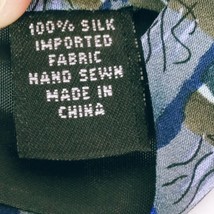 100% SILK
IMPORTED
FABRIC
HAND SEWN
MADE IN
CHINA